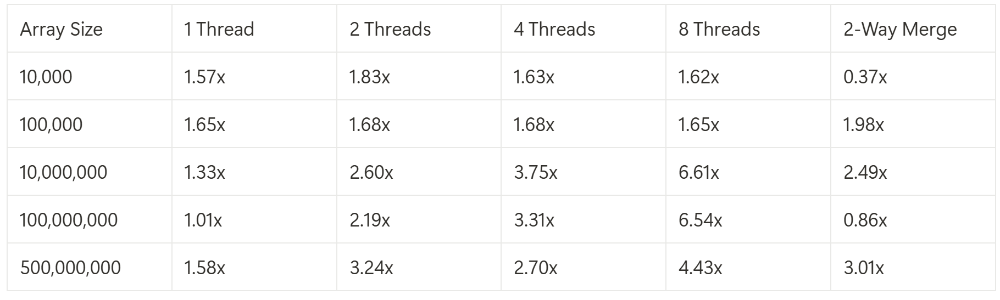 Array Size 1 Thread 2 Threads 4 Threads 8 Threads 2-Way Merge
10,000 1.57x 1.83x 1.63x 1.62x 0.37x
100,000 1.65x 1.68x 1.68x 1.65x 1.98x
10,000,000 1.33x 2.60x 3.75x 6.61x 2.49x
100,000,000 1.01x 2.19x 3.31x 6.54x 0.86x
500,000,000 1.58x 3.24x 2.70x 4.43x 3.01x